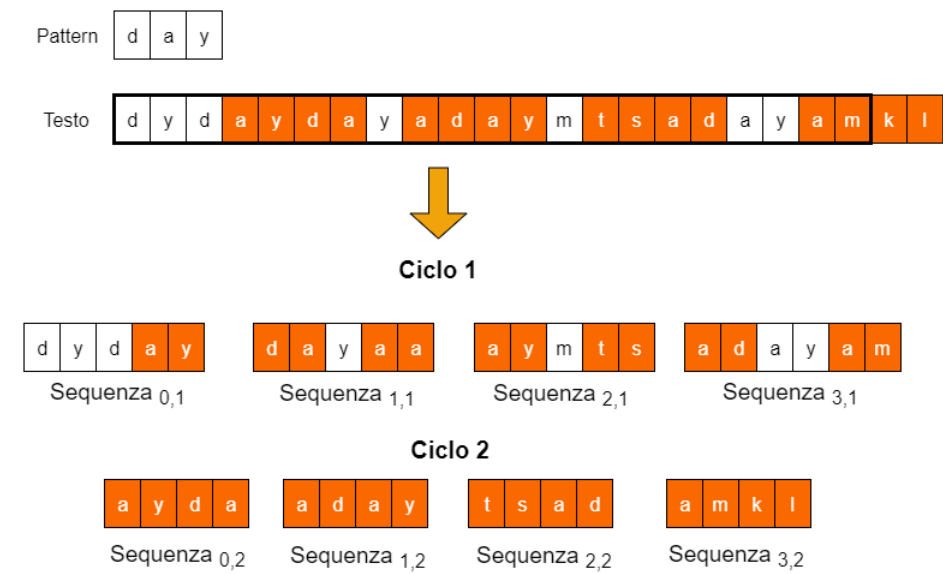 Pattern d a y
Testo d y d a y d a y a d a y m t s a d a y a m k l
Ciclo 1
d y d a y d a y a a a y m t s a d a y a m
Sequenza 0,1 Sequenza 1,1 Sequenza 2,1 Sequenza 3,1
Ciclo 2
a y d a a d a y t s a d a m k l
Sequenza 0,2 Sequenza 1,2 Sequenza 2,2 Sequenza 3,2